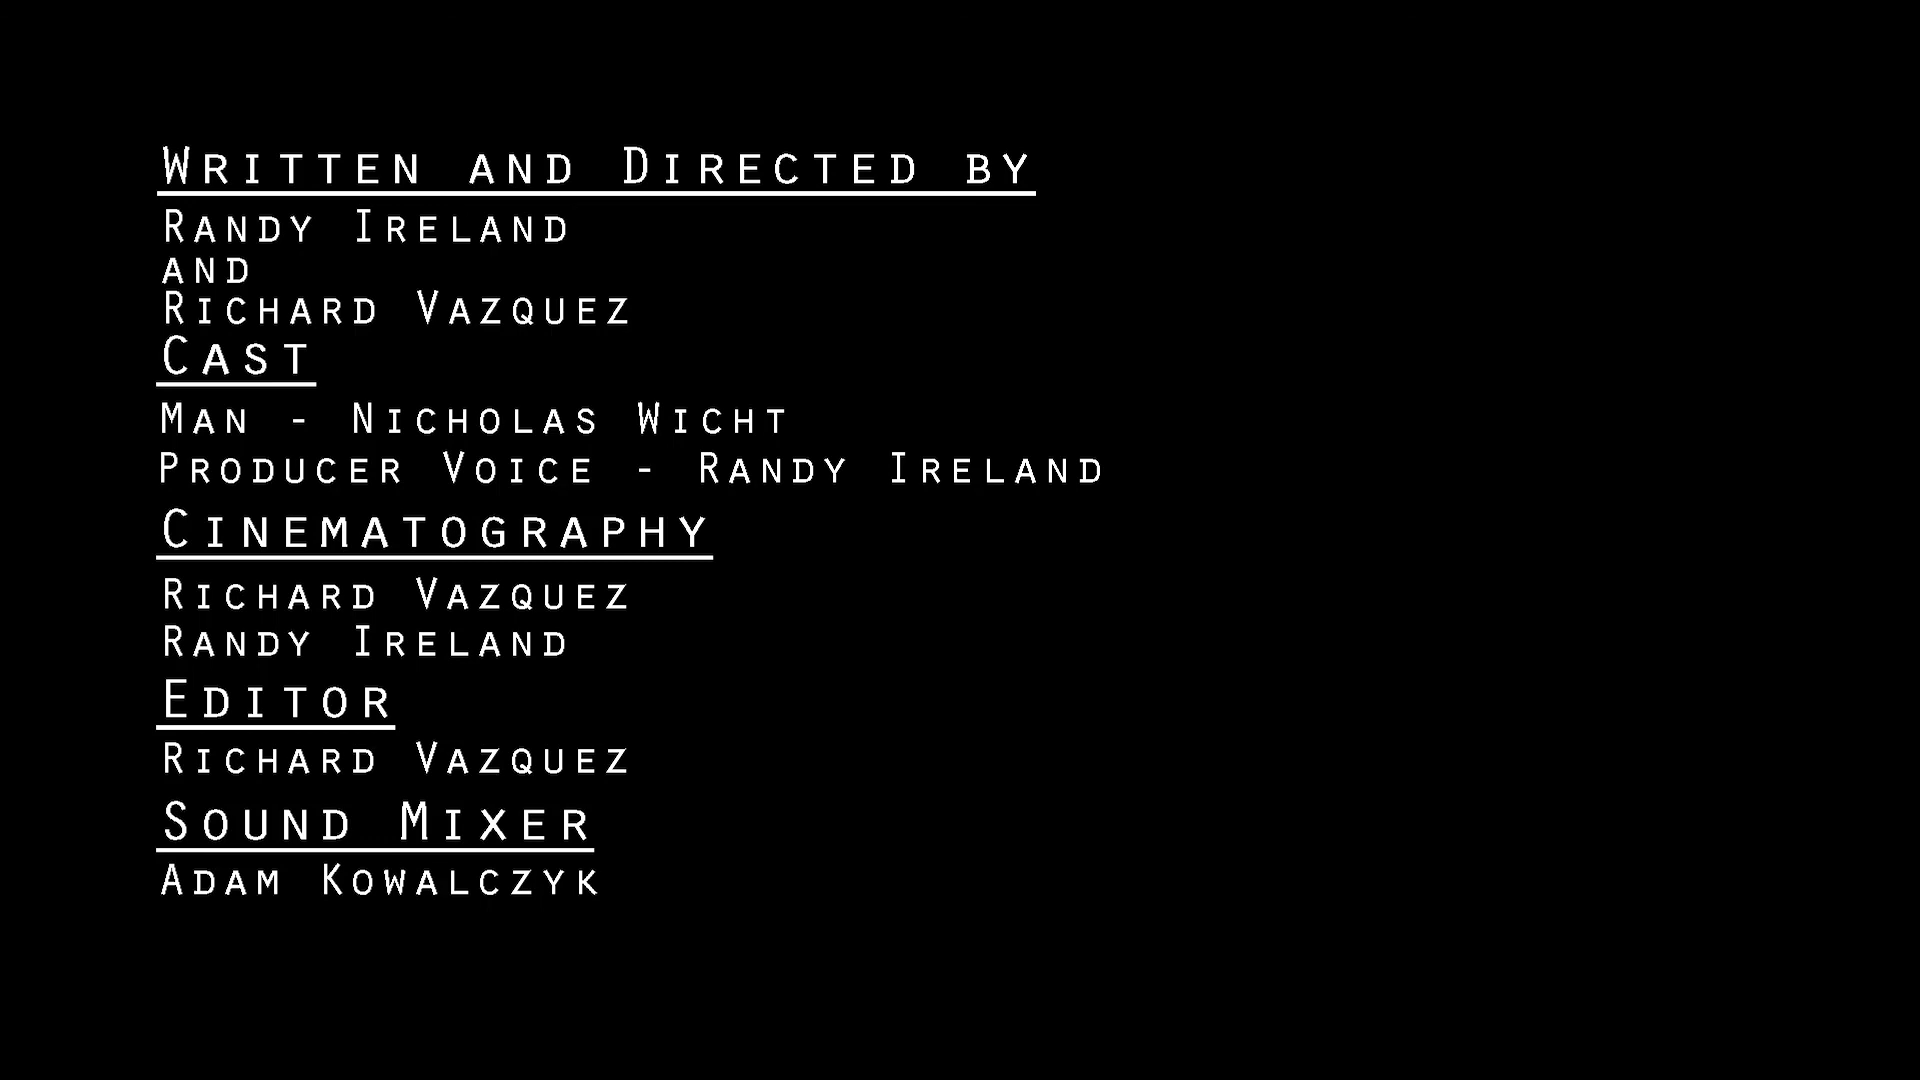 Written and Directed by
Randy Ireland
and
Richard Vazquez
Cast
Man - Nicholas Wicht
Producer Voice - Randy Ireland
Cinematography
Richard Vazquez
Randy Ireland
Editor
Richard Vazquez
Sound Mixer
Adam Kowalczyk